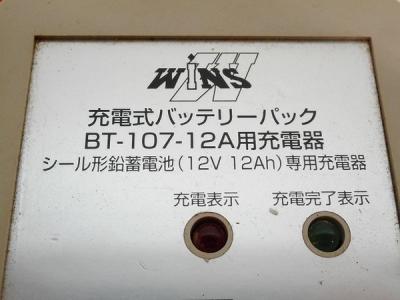 WINS
充電式バッテリーパック
BT-107-12A用充電器
シール形鉛蓄電池(12V 12Ah)専用充電器
充電表示 充電完了表示